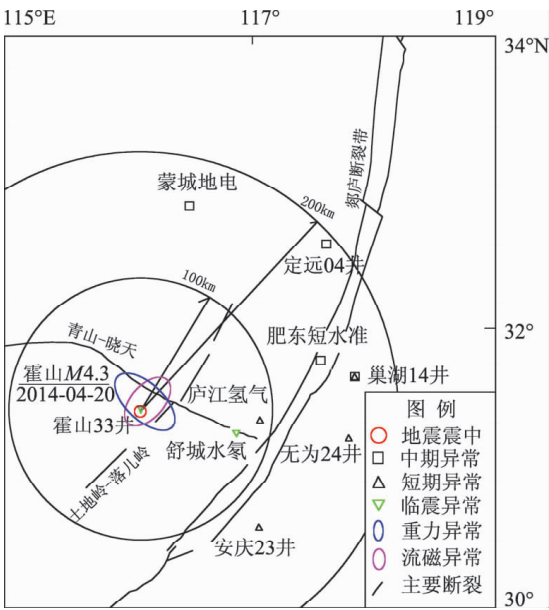 115°E
117°
119°
34°N
郯庐断裂带
蒙城地电
200km
定远04井
100km
32°
青山-晓天
肥东短水准
霍山M4.3
2014-04-20
庐江氢气
巢湖14井
霍山33井
舒城水氡
无为24井
土地岭-落儿岭
安庆23井
图 例
地震震中
中期异常
短期异常
临震异常
重力异常
流磁异常
主要断裂
30°